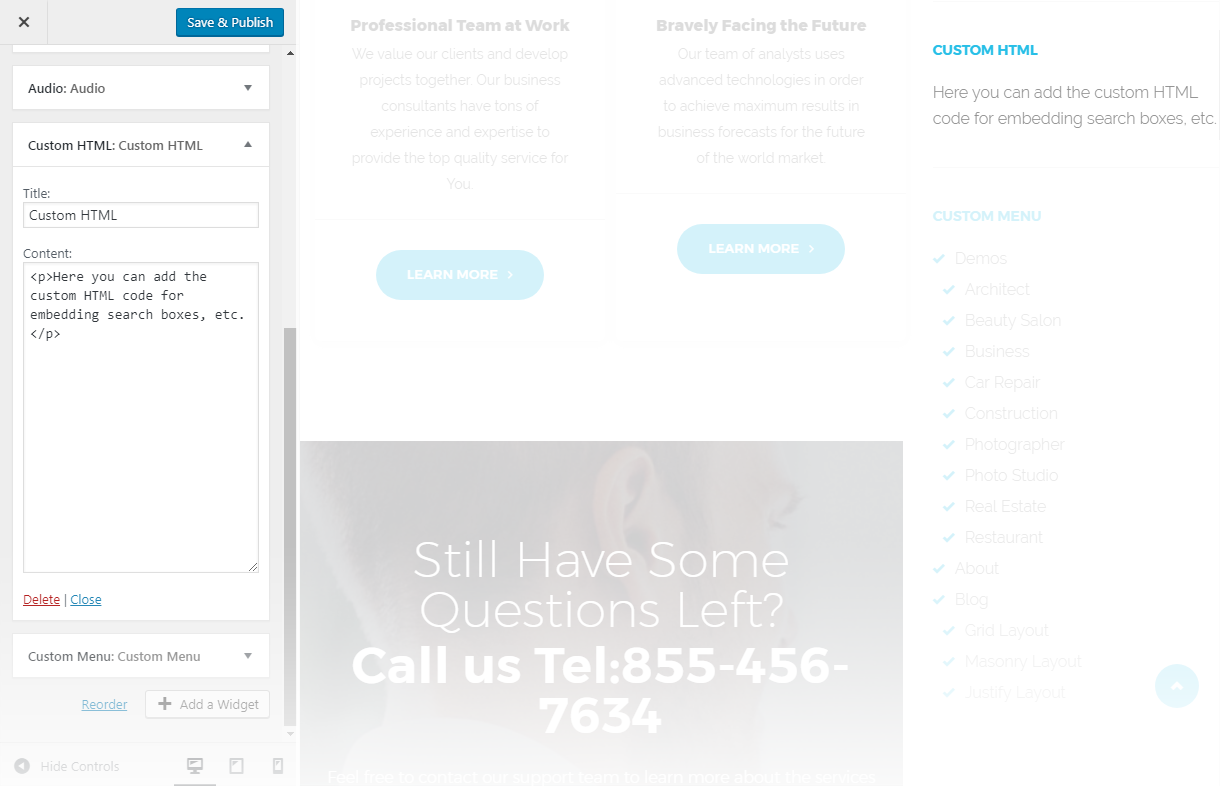 Save & Publish
Audio: Audio
Custom HTML: Custom HTML
Title:
Custom HTML
Content:
<p>Here you can add the
custom HTML code for
embedding search boxes, etc.
</p>
Delete | Close
Custom Menu: Custom Menu
Reorder
Add a Widget
Hide Controls
Professional Team at Work
We value our clients and develop
projects together. Our business
consultants have tons of
experience and expertise to
provide the top quality service for
You.
LEARN MORE
Bravely Facing the Future
Our team of analysts uses
advanced technologies in order
to achieve maximum results in
business forecasts for the future
of the world market.
LEARN MORE
Still Have Some
Questions Left?
Call us Tel:855-456-
7634
Feel free to contact our support team to learn more about the services
CUSTOM HTML
Here you can add the custom HTML
code for embedding search boxes, etc.
CUSTOM MENU
Demos
Architect
Beauty Salon
Business
Car Repair
Construction
Photographer
Photo Studio
Real Estate
Restaurant
About
Blog
Grid Layout
Masonry Layout
Justify Layout